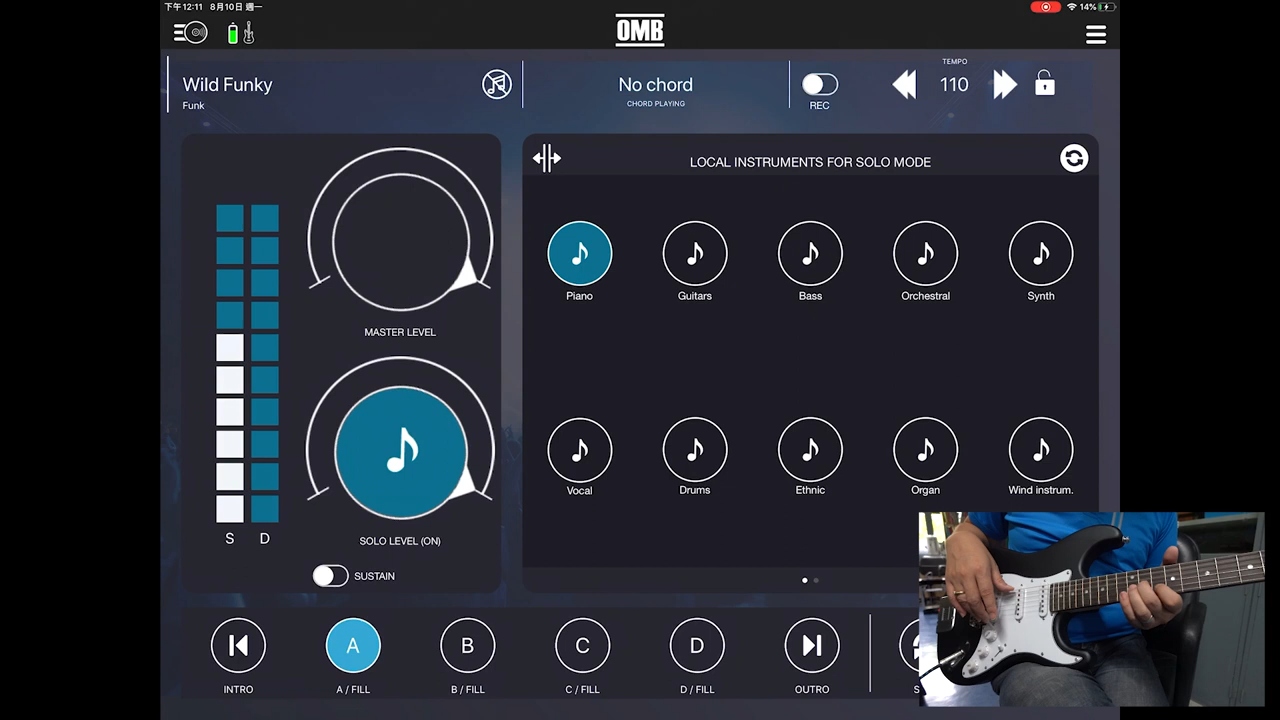 下午12:11 8月10日 週一
14%
OMB
Wild Funky
Funk
No chord
CHORD PLAYING
REC
TEMPO
110
LOCAL INSTRUMENTS FOR SOLO MODE
Piano
Guitars
Bass
Orchestral
Synth
MASTER LEVEL
Vocal
Drums
Ethnic
Organ
Wind instrum.
S
D
SOLO LEVEL (ON)
SUSTAIN
A
B
C
D
INTRO
A / FILL
B / FILL
C / FILL
D / FILL
OUTRO
S